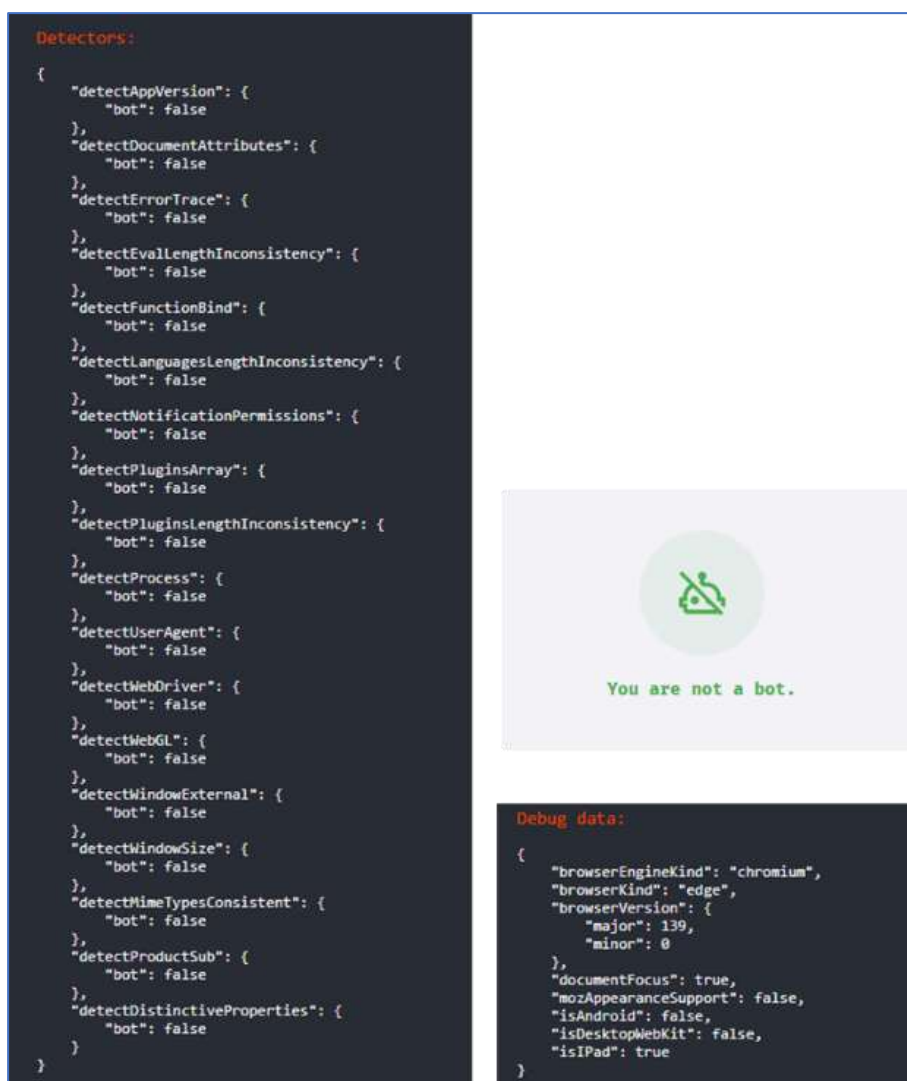 Detectors:
{
"detectAppVersion": {
"bot": false
},
"detectDocumentAttributes": {
"bot": false
},
"detectErrorTrace": {
"bot": false
},
"detectEvalLengthInconsistency": {
"bot": false
},
"detectFunctionBind": {
"bot": false
},
"detectLanguagesLengthInconsistency": {
"bot": false
},
"detectNotificationPermissions": {
"bot": false
},
"detectPluginsArray": {
"bot": false
},
"detectPluginsLengthInconsistency": {
"bot": false
},
"detectProcess": {
"bot": false
},
"detectUserAgent": {
"bot": false
},
"detectWebDriver": {
"bot": false
},
"detectWebGL": {
"bot": false
},
"detectWindowExternal": {
"bot": false
},
"detectWindowSize": {
"bot": false
},
"detectMimeTypesConsistent": {
"bot": false
},
"detectProductSub": {
"bot": false
},
"detectDistinctiveProperties": {
"bot": false
}
}
You are not a bot.
Debug data:
{
"browserEngineKind": "chromium",
"browserKind": "edge",
"browserVersion": {
"major": 139,
"minor": 0
},
"documentFocus": true,
"mozAppearanceSupport": false,
"isAndroid": false,
"isDesktopWebKit": false,
"isIPad": true
}